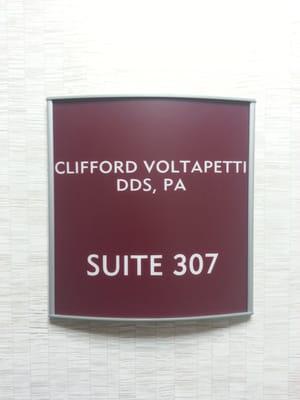 CLIFFORD VOLTAPETTI
DDS, PA
SUITE 307